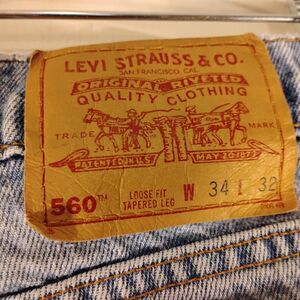 LEVI STRAUSS & CO.
SAN FRANCISCO, CAL.
ORIGINAL RIVETED
QUALITY CLOTHING
TRADE MARK
PATENTED IN U.S. MAY 20 1873
560™ LOOSE FIT W 34 L 32
TAPERED LEG